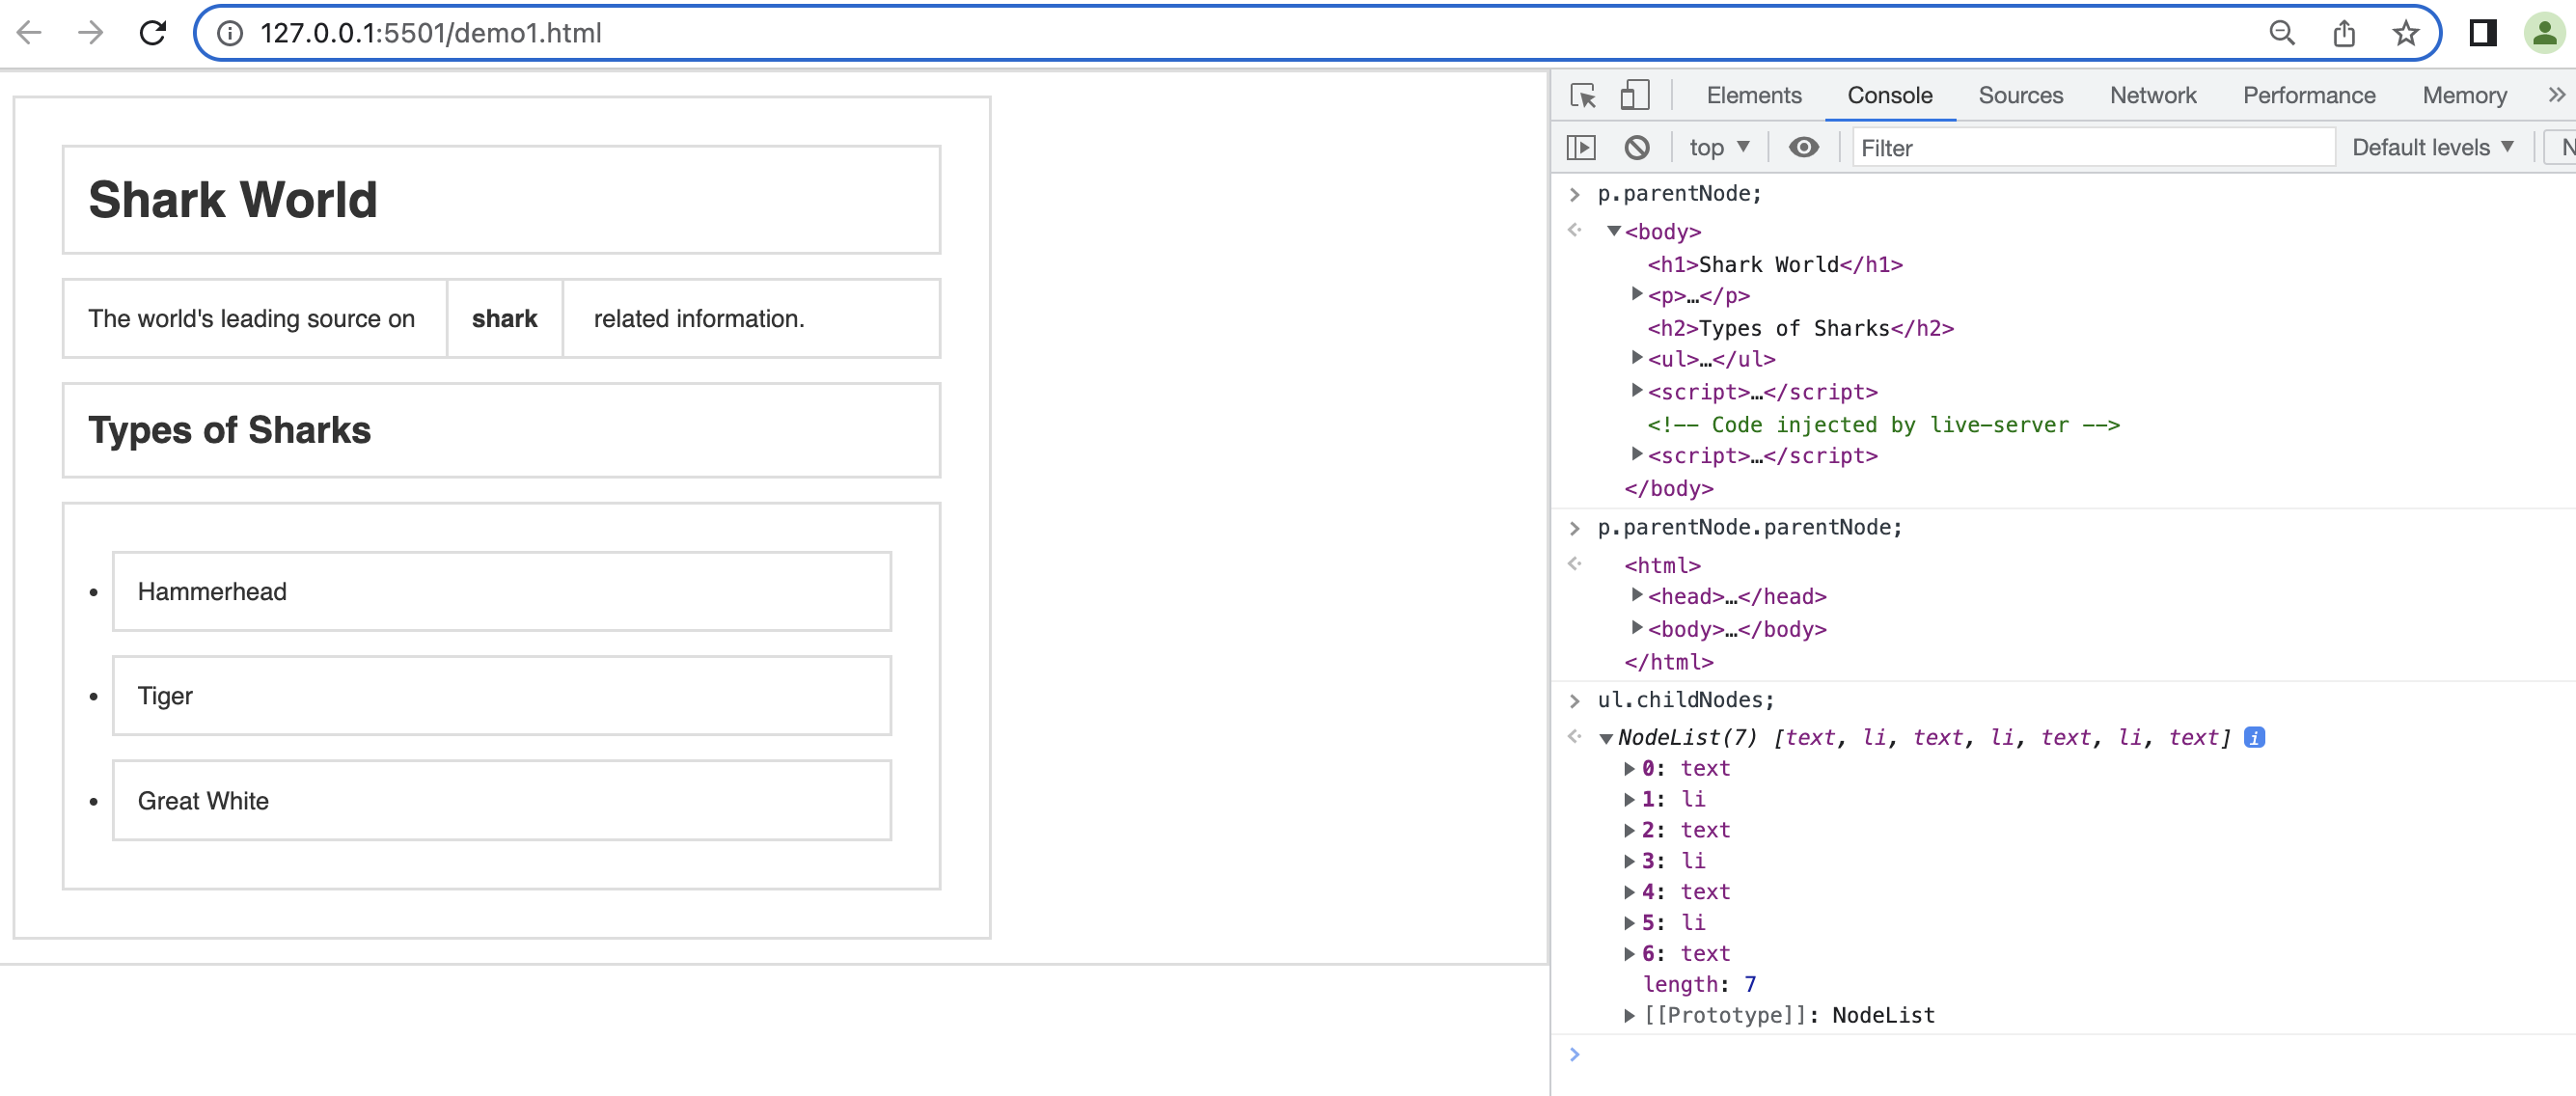 127.0.0.1:5501/demo1.html
Shark World
The world's leading source on shark related information.
Types of Sharks
• Hammerhead
• Tiger
• Great White
Elements Console Sources Network Performance Memory »
top ▼ Filter Default levels ▼ N
> p.parentNode;
<body>
<h1>Shark World</h1>
<p>…</p>
<h2>Types of Sharks</h2>
<ul>…</ul>
<script>…</script>
<!-- Code injected by live-server -->
<script>…</script>
</body>
> p.parentNode.parentNode;
<html>
<head>…</head>
<body>…</body>
</html>
> ul.childNodes;
NodeList(7) [text, li, text, li, text, li, text] i
0: text
1: li
2: text
3: li
4: text
5: li
6: text
length: 7
[[Prototype]]: NodeList
>